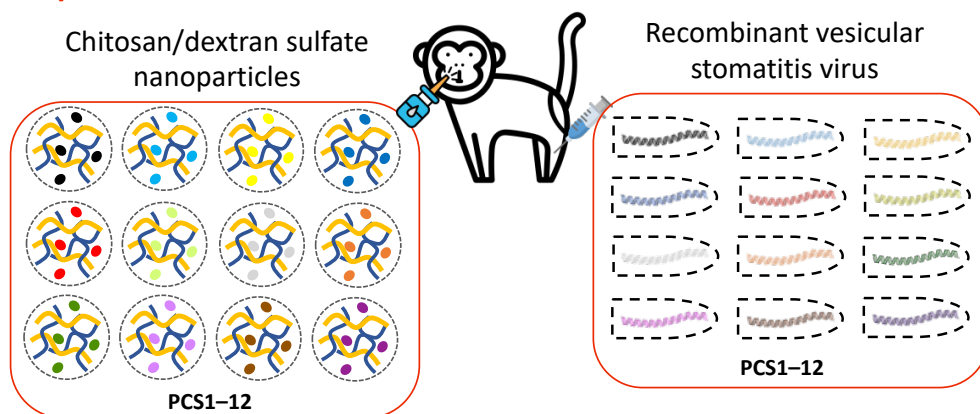 Chitosan/dextran sulfate
nanoparticles
PCS1–12
Recombinant vesicular
stomatitis virus
PCS1–12